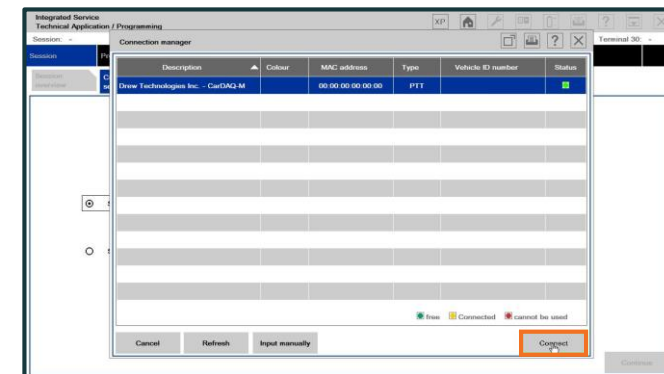 Integrated Service
Technical Application / Programming
XP
?
Session: -
Terminal 30: -
Connection manager
?
Session
Description Colour MAC address Type Vehicle ID number Status
Drew Technologies Inc. - CarDAQ-M 00:00:00:00:00:00 PTT
free Connected cannot be used
Cancel Refresh Input manually Connect
Continue